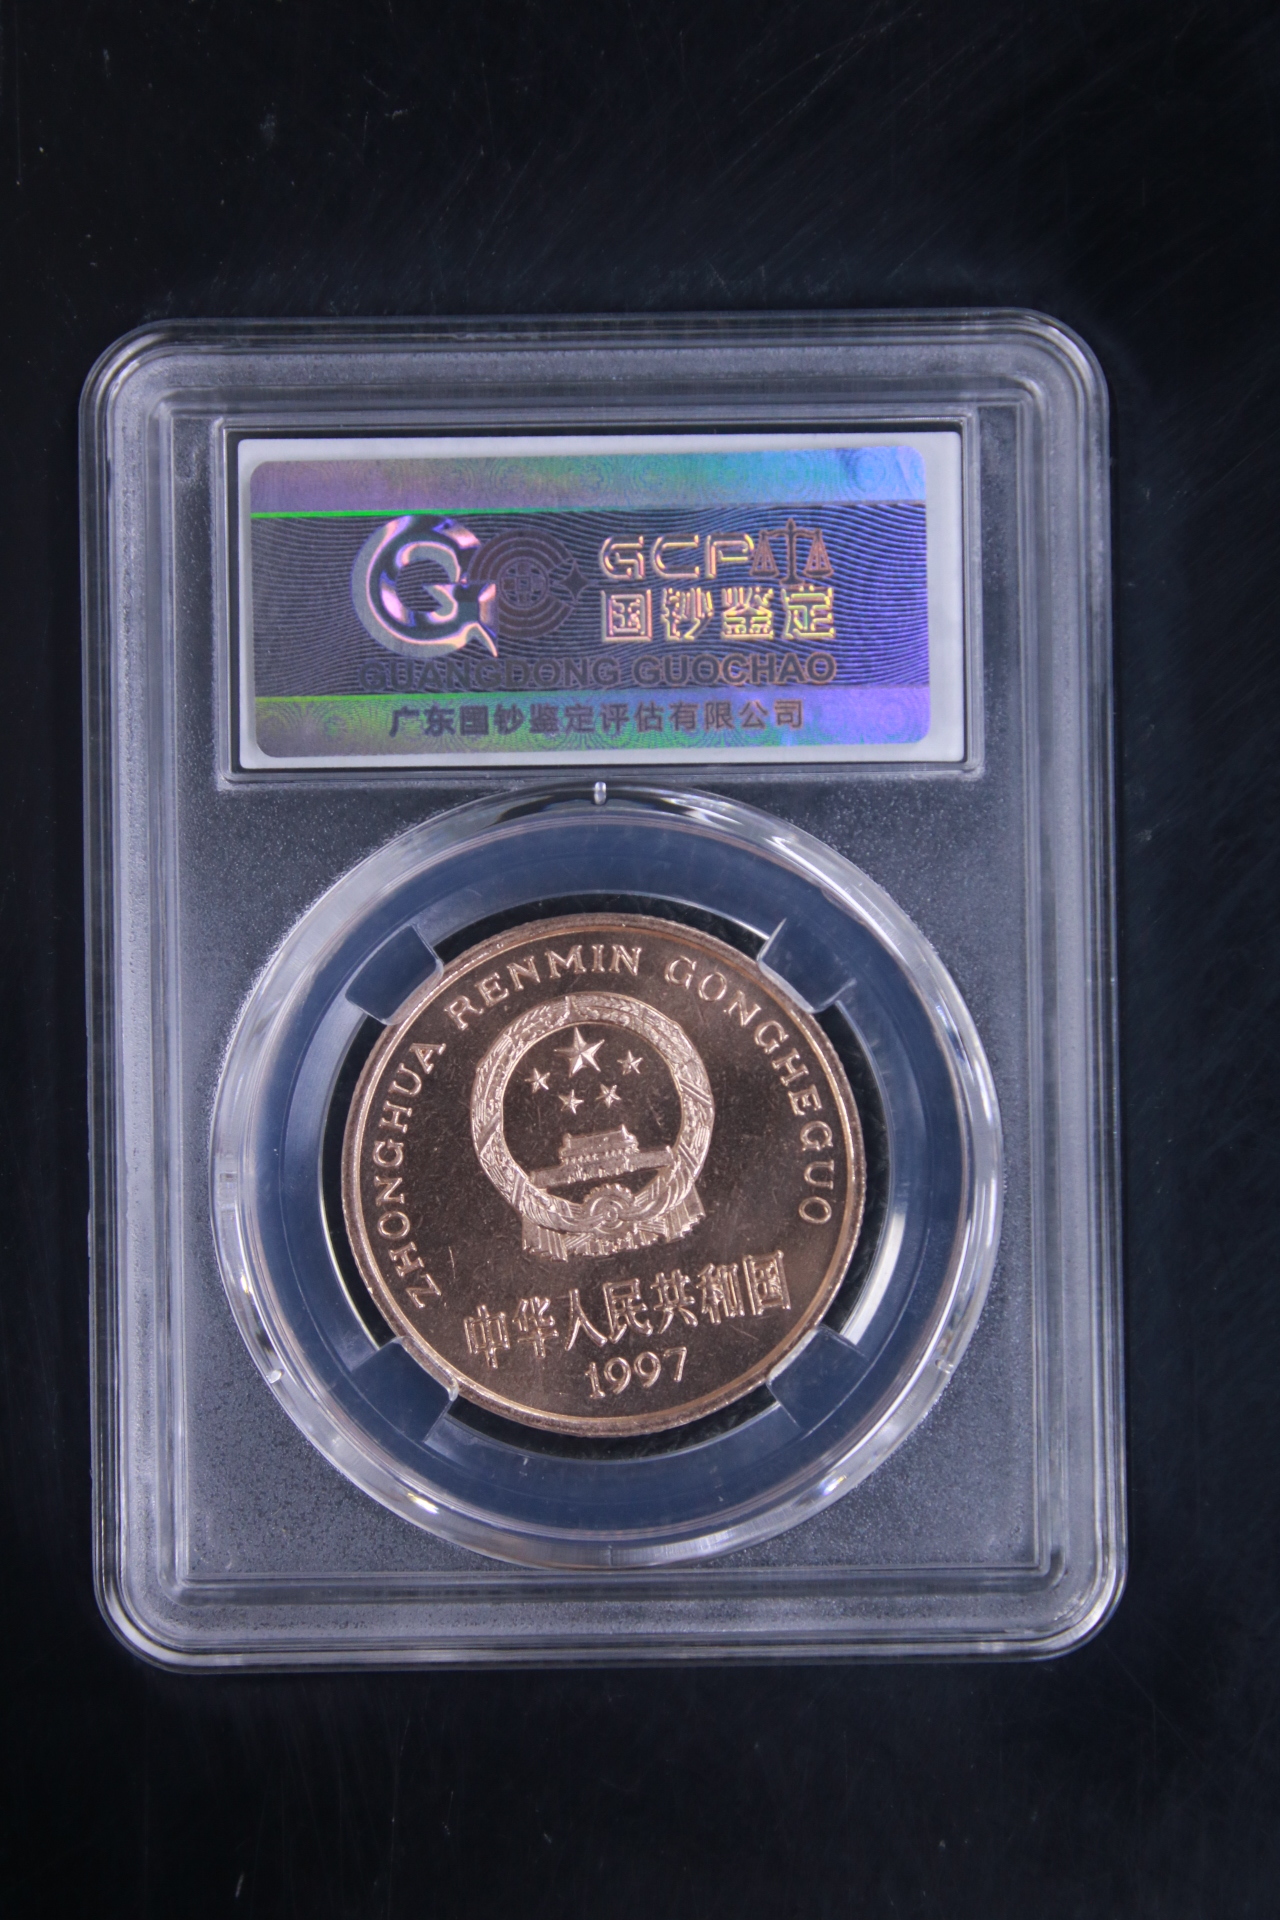 GCP
国钞鉴定
GUANGDONG GUOCHAO
广东国钞鉴定评估有限公司
ZHONGHUA RENMIN GONGHEGUO
中华人民共和国
1997